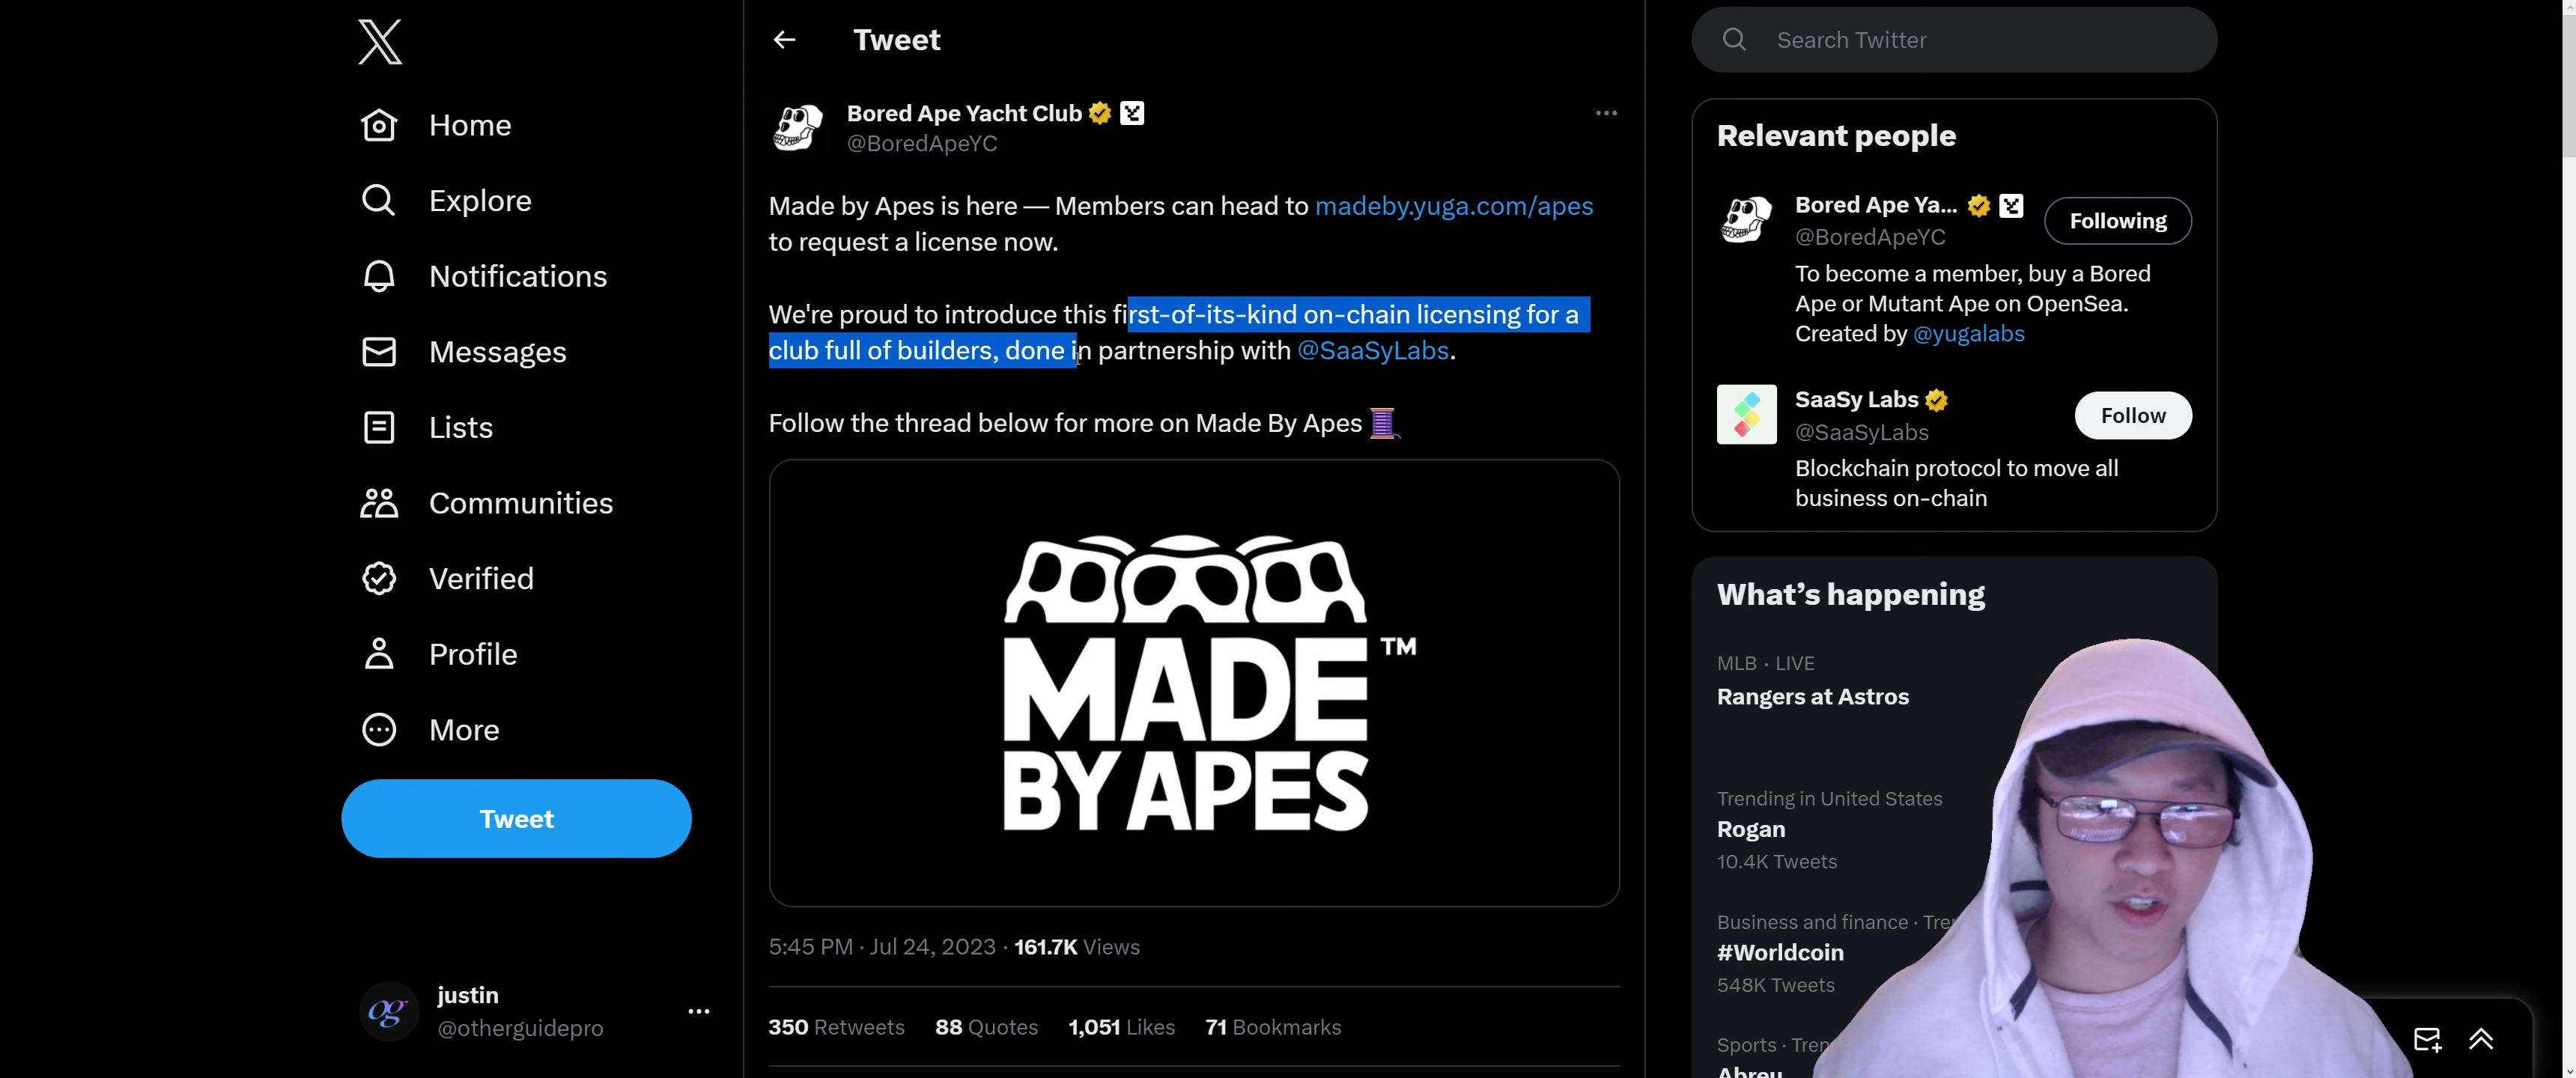 Home
Explore
Notifications
Messages
Lists
Communities
Verified
Profile
More
Tweet
justin
@otherguidepro
Tweet
Bored Ape Yacht Club
@BoredApeYC
Made by Apes is here — Members can head to madeby.yuga.com/apes
to request a license now.
We're proud to introduce this first-of-its-kind on-chain licensing for a
club full of builders, done in partnership with @SaaSyLabs.
Follow the thread below for more on Made By Apes
MADE TM
BY APES
5:45 PM · Jul 24, 2023 · 161.7K Views
350 Retweets 88 Quotes 1,051 Likes 71 Bookmarks
Search Twitter
Relevant people
Bored Ape Ya...
@BoredApeYC
Following
To become a member, buy a Bored
Ape or Mutant Ape on OpenSea.
Created by @yugalabs
SaaSy Labs
@SaaSyLabs
Follow
Blockchain protocol to move all
business on-chain
What's happening
MLB · LIVE
Rangers at Astros
Trending in United States
Rogan
10.4K Tweets
Business and finance ·
#Worldcoin
548K Tweets
Sports ·